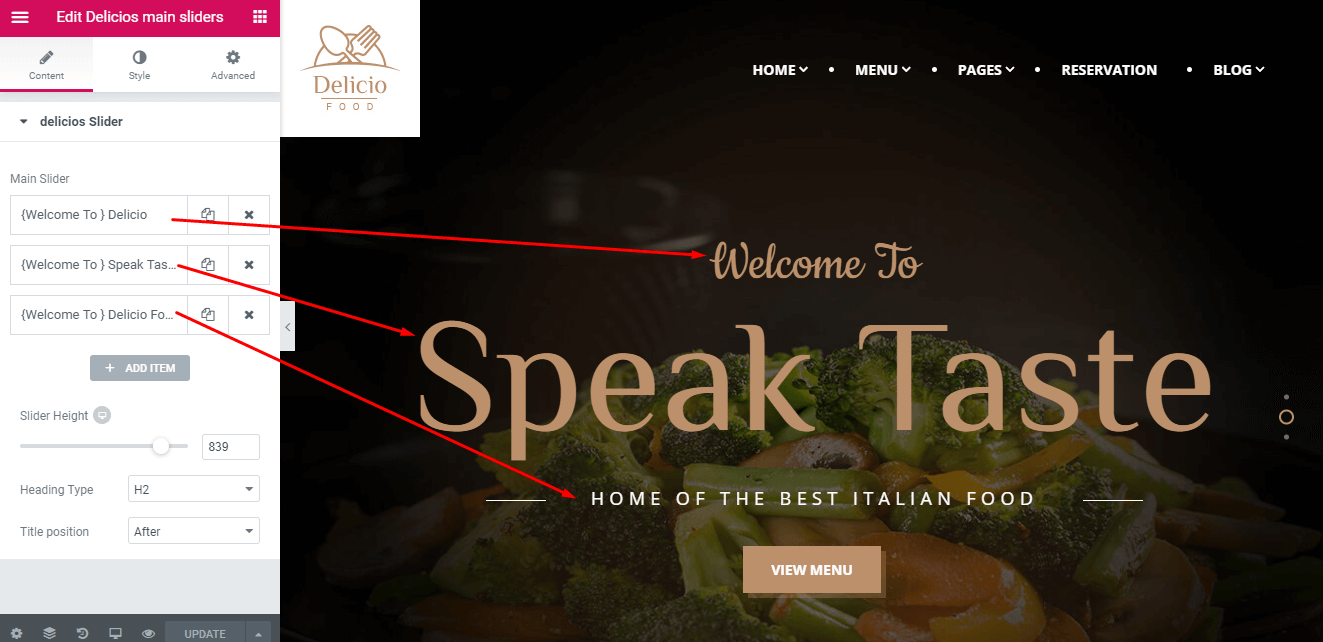 Edit Delicios main sliders
Content
Style
Advanced
delicios Slider
Main Slider
{Welcome To } Delicio
{Welcome To } Speak Tas...
{Welcome To } Delicio Fo...
+ ADD ITEM
Slider Height
839
Heading Type
H2
Title position
After
UPDATE
Delicio
FOOD
HOME
MENU
PAGES
RESERVATION
BLOG
Welcome To
Speak Taste
HOME OF THE BEST ITALIAN FOOD
VIEW MENU